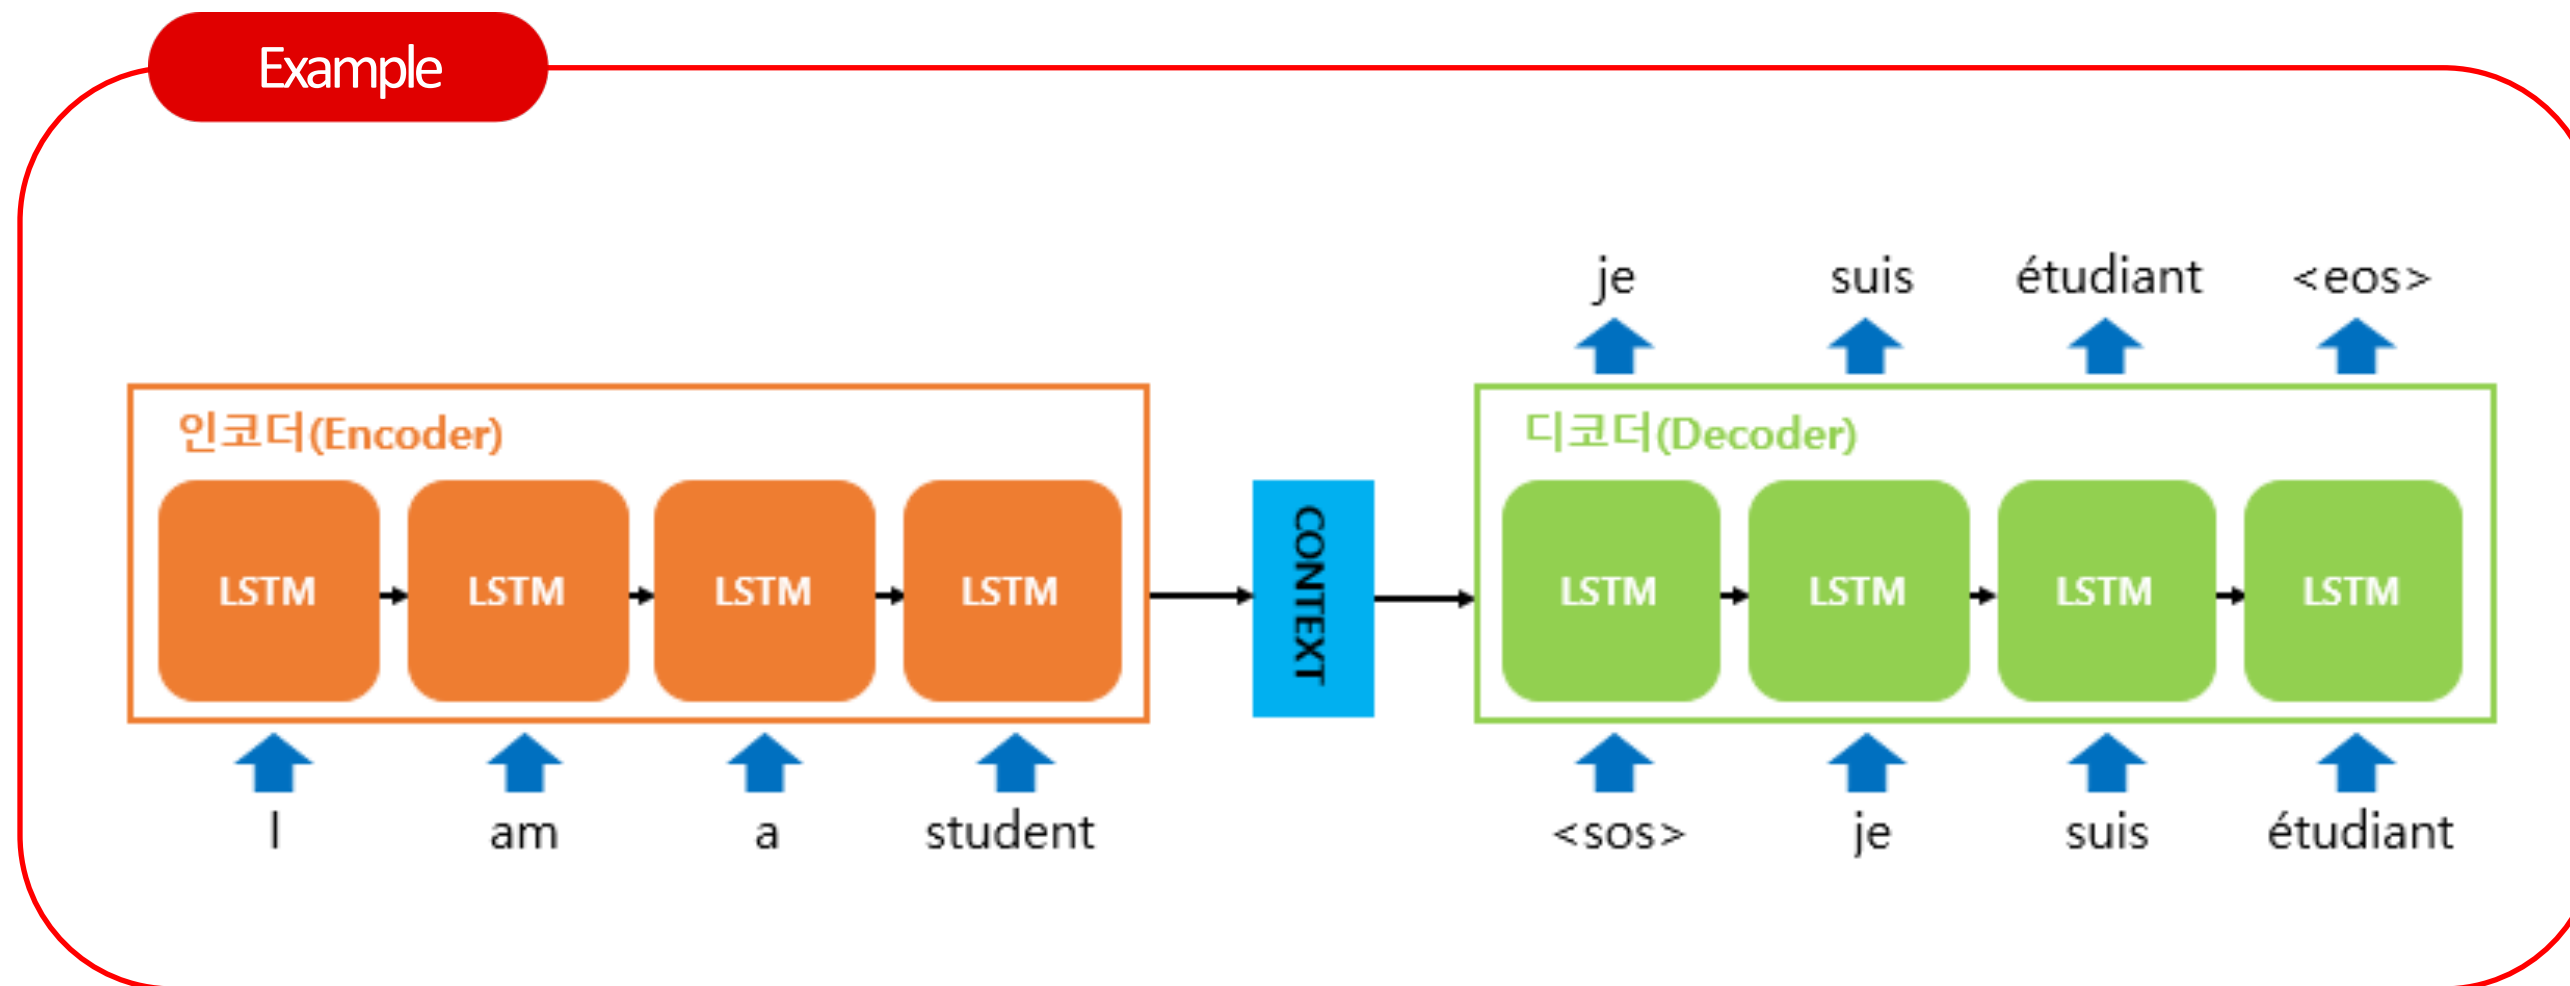 Example
je suis étudiant <eos>
인코더(Encoder)
디코더(Decoder)
LSTM LSTM LSTM LSTM
CONTEXT
LSTM LSTM LSTM LSTM
I am a student
<sos> je suis étudiant